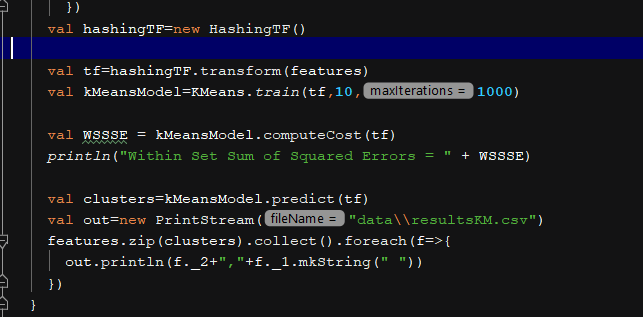 })
val hashingTF=new HashingTF()
val tf=hashingTF.transform(features)
val kMeansModel=KMeans.train(tf,10, maxIterations = 1000)
val WSSSE = kMeansModel.computeCost(tf)
println("Within Set Sum of Squared Errors = " + WSSSE)
val clusters=kMeansModel.predict(tf)
val out=new PrintStream( fileName = "data\\resultsKM.csv")
features.zip(clusters).collect().foreach(f=>{
out.println(f._2+","+f._1.mkString(" "))
})
}